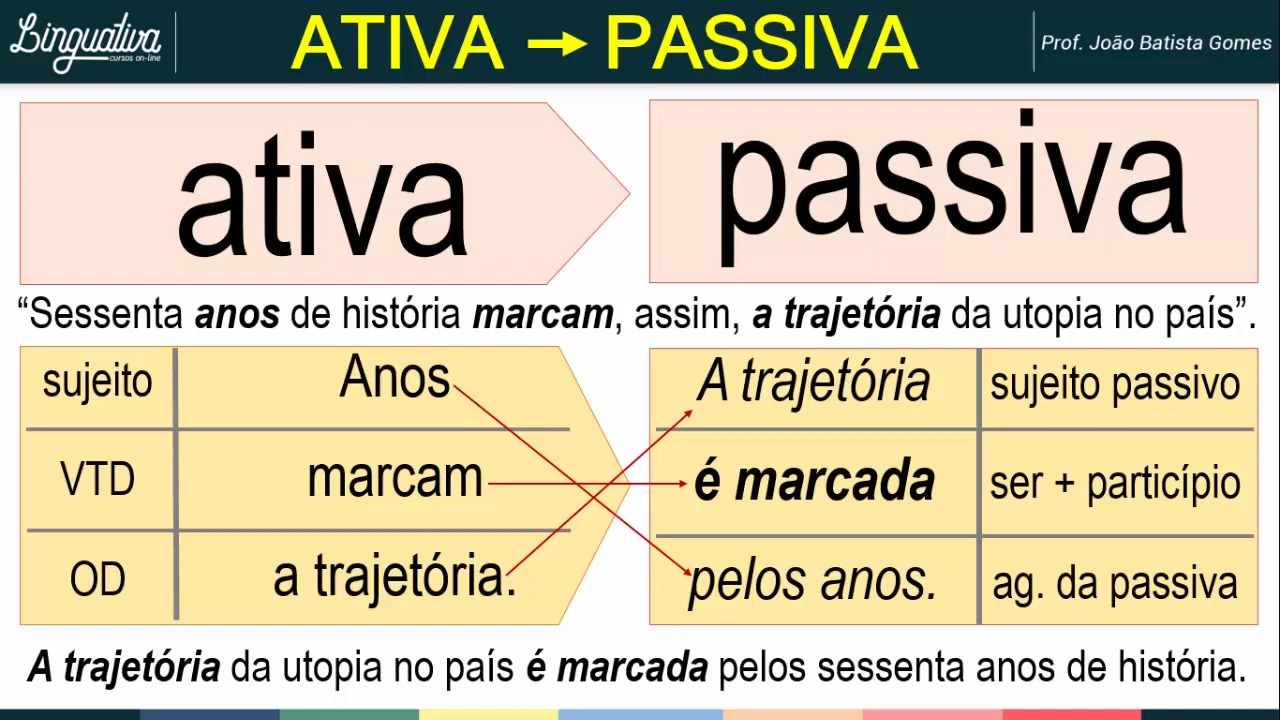 Linguativa
cursos on-line
ATIVA → PASSIVA
Prof. João Batista Gomes
ativa
passiva
“Sessenta anos de história marcam, assim, a trajetória da utopia no país”.
sujeito Anos A trajetória sujeito passivo
VTD marcam é marcada ser + particípio
OD a trajetória. pelos anos. ag. da passiva
A trajetória da utopia no país é marcada pelos sessenta anos de história.